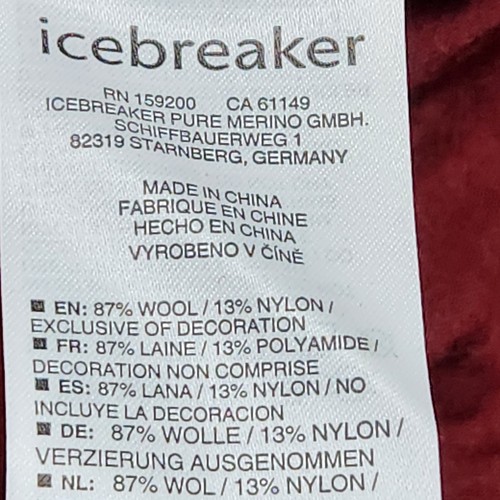 icebreaker
RN 159200 CA 61149
ICEBREAKER PURE MERINO GMBH.
SCHIFFBAUERWEG 1
82319 STARNBERG, GERMANY
MADE IN CHINA
FABRIQUE EN CHINE
HECHO EN CHINA
VYROBENO V ČÍNĚ
EN: 87% WOOL / 13% NYLON /
EXCLUSIVE OF DECORATION
FR: 87% LAINE / 13% POLYAMIDE /
DECORATION NON COMPRISE
ES: 87% LANA / 13% NYLON / NO
INCLUYE LA DECORACION
DE: 87% WOLLE / 13% NYLON /
VERZIERUNG AUSGENOMMEN
NL: 87% WOL / 13% NYLON /